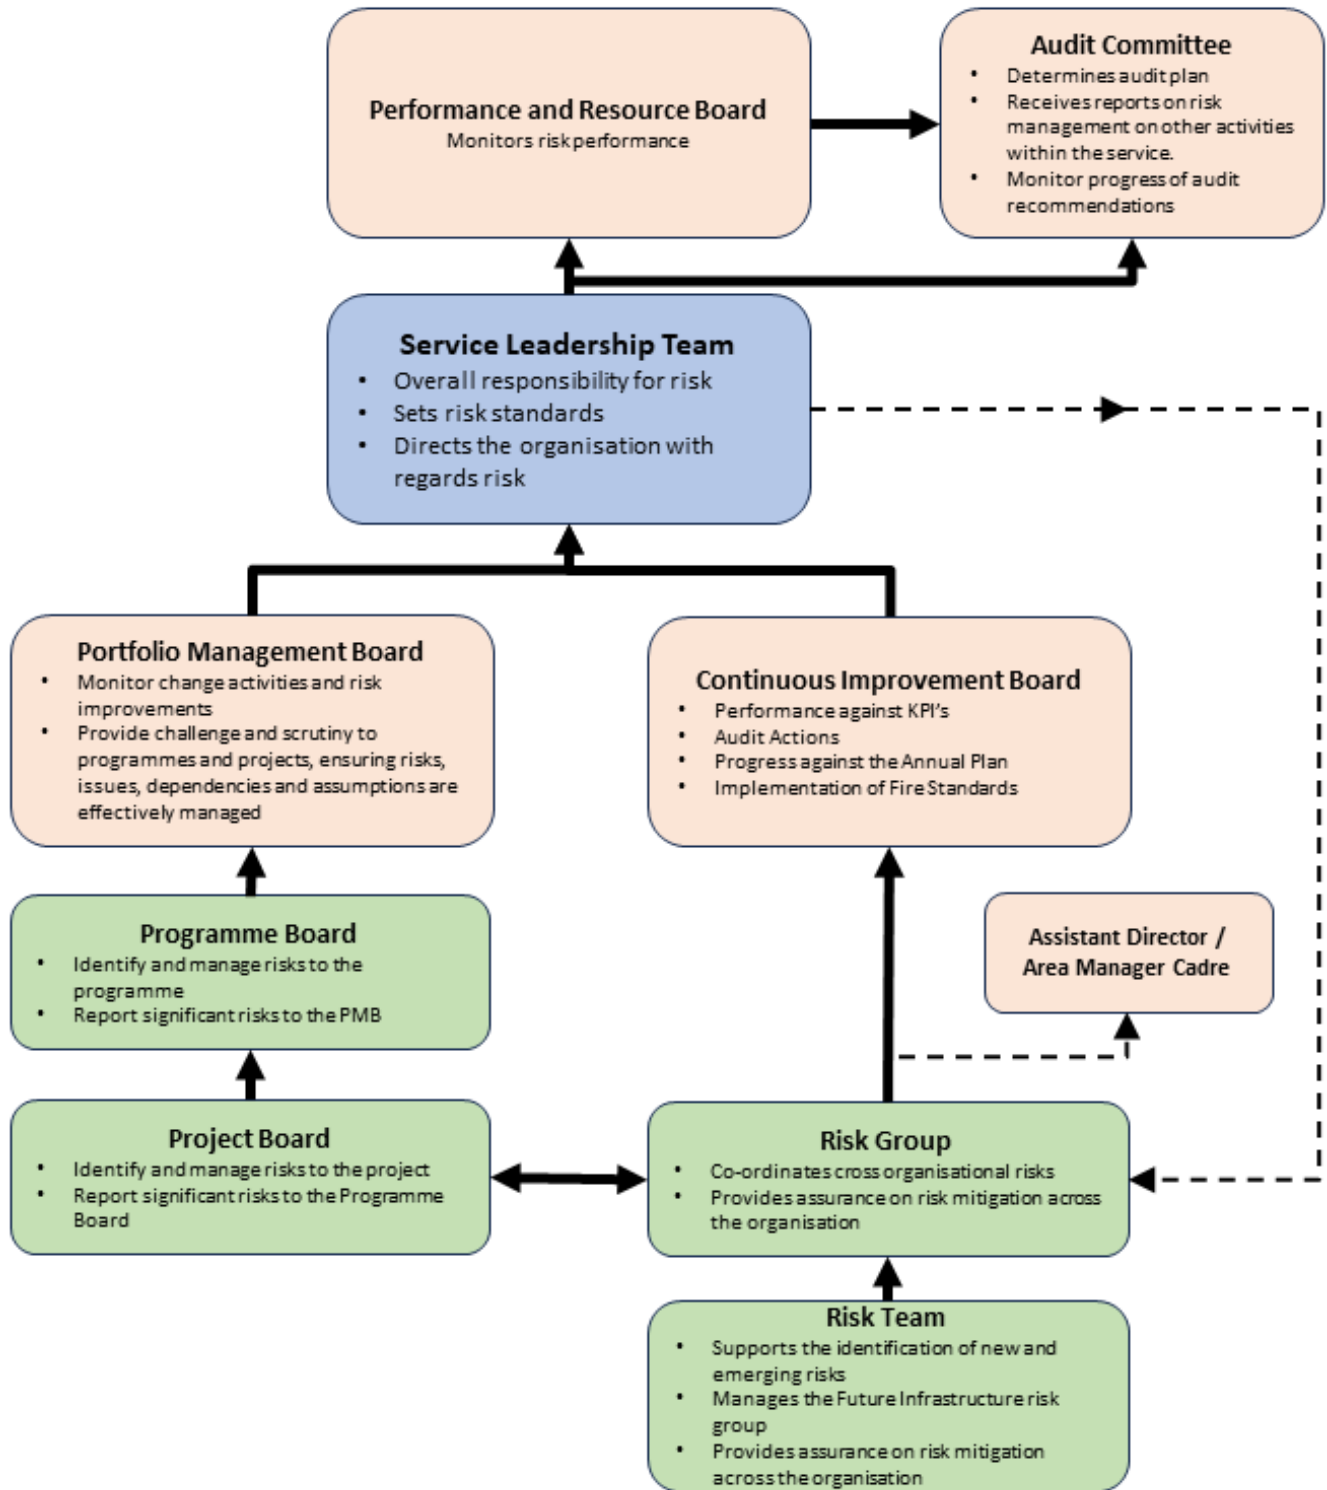 Performance and Resource Board
Monitors risk performance
Audit Committee
• Determines audit plan
• Receives reports on risk
management on other activities
within the service.
• Monitor progress of audit
recommendations
Service Leadership Team
• Overall responsibility for risk
• Sets risk standards
• Directs the organisation with
regards risk
Portfolio Management Board
• Monitor change activities and risk
improvements
• Provide challenge and scrutiny to
programmes and projects, ensuring risks,
issues, dependencies and assumptions are
effectively managed
Continuous Improvement Board
• Performance against KPI's
• Audit Actions
• Progress against the Annual Plan
• Implementation of Fire Standards
Programme Board
• Identify and manage risks to the
programme
• Report significant risks to the PMB
Assistant Director /
Area Manager Cadre
Project Board
• Identify and manage risks to the project
• Report significant risks to the Programme
Board
Risk Group
• Co-ordinates cross organisational risks
• Provides assurance on risk mitigation across
the organisation
Risk Team
• Supports the identification of new and
emerging risks
• Manages the Future Infrastructure risk
group
• Provides assurance on risk mitigation
across the organisation